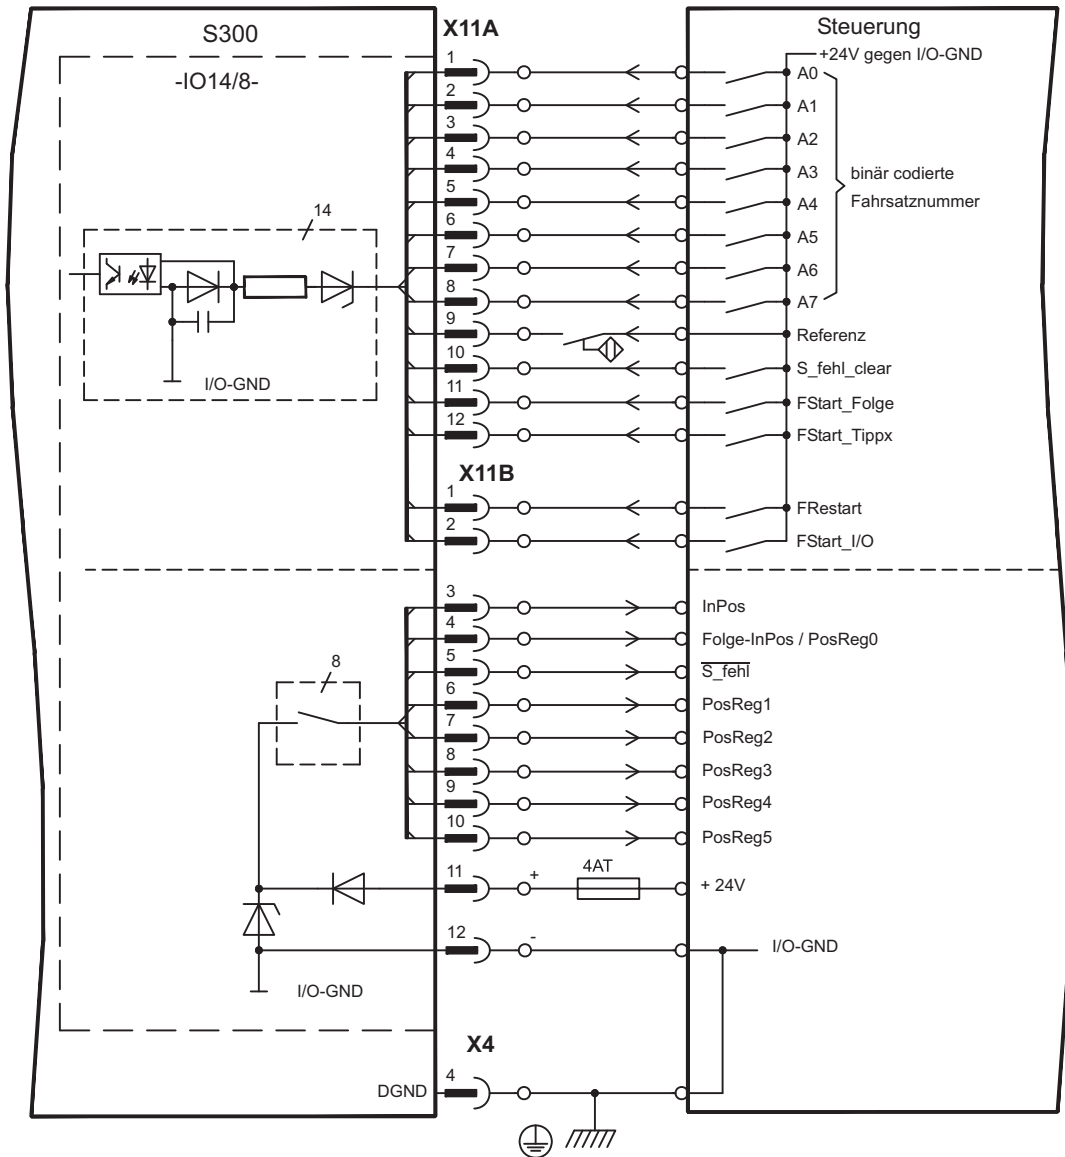 S300
X11A
Steuerung
-IO14/8-
+24V gegen I/O-GND
1
A0
2
A1
3
A2
4
A3
binär codierte
Fahrsatznummer
5
A4
6
A5
14
7
A6
8
A7
9
Referenz
10
S_fehl_clear
I/O-GND
11
FStart_Folge
12
FStart_Tippx
X11B
1
FRestart
2
FStart_I/O
3
InPos
4
Folge-InPos / PosReg0
5
S_fehl
8
6
PosReg1
7
PosReg2
8
PosReg3
9
PosReg4
10
PosReg5
11
+
4AT
+ 24V
12
-
I/O-GND
I/O-GND
X4
DGND
4